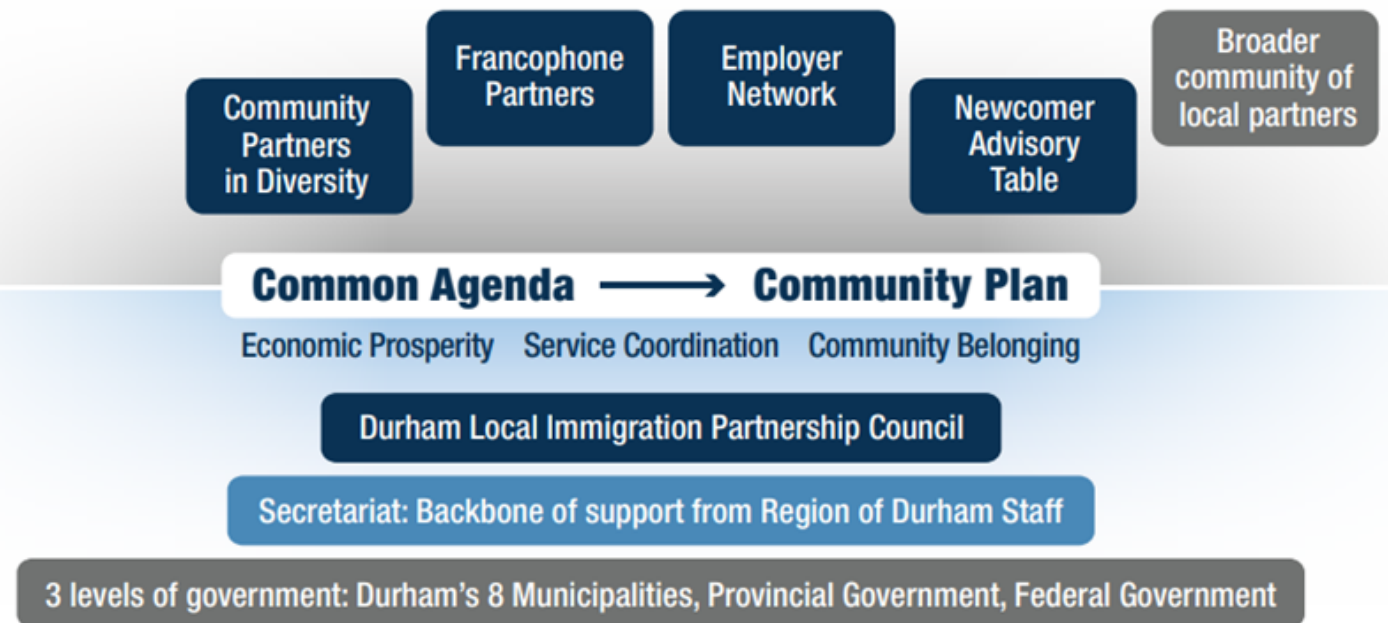 Community
Partners
in Diversity
Francophone
Partners
Employer
Network
Newcomer
Advisory
Table
Broader
community of
local partners
Common Agenda → Community Plan
Economic Prosperity Service Coordination Community Belonging
Durham Local Immigration Partnership Council
Secretariat: Backbone of support from Region of Durham Staff
3 levels of government: Durham’s 8 Municipalities, Provincial Government, Federal Government